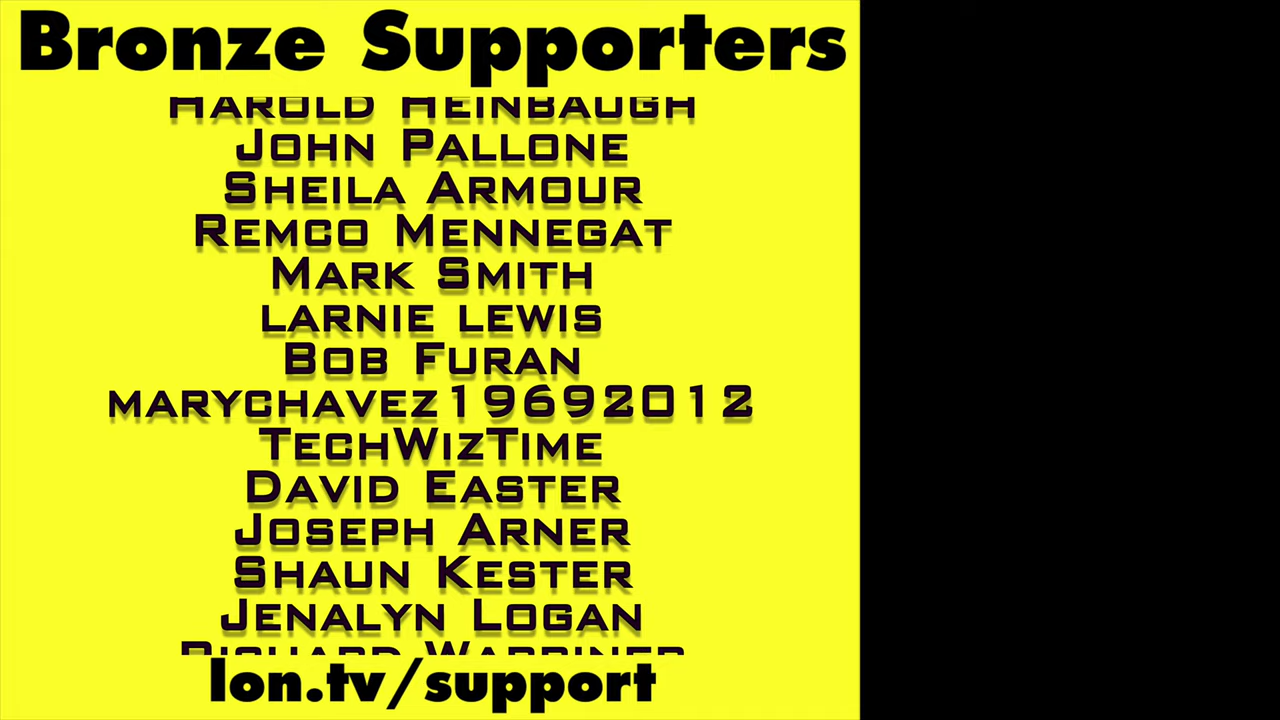 Bronze Supporters
Harold Heinbaugh
John Pallone
Sheila Armour
Remco Mennegat
Mark Smith
larnie lewis
Bob Furan
marychavez19692012
TechWizTime
David Easter
Joseph Arner
Shaun Kester
Jenalyn Logan
Richard
lon.tv/support